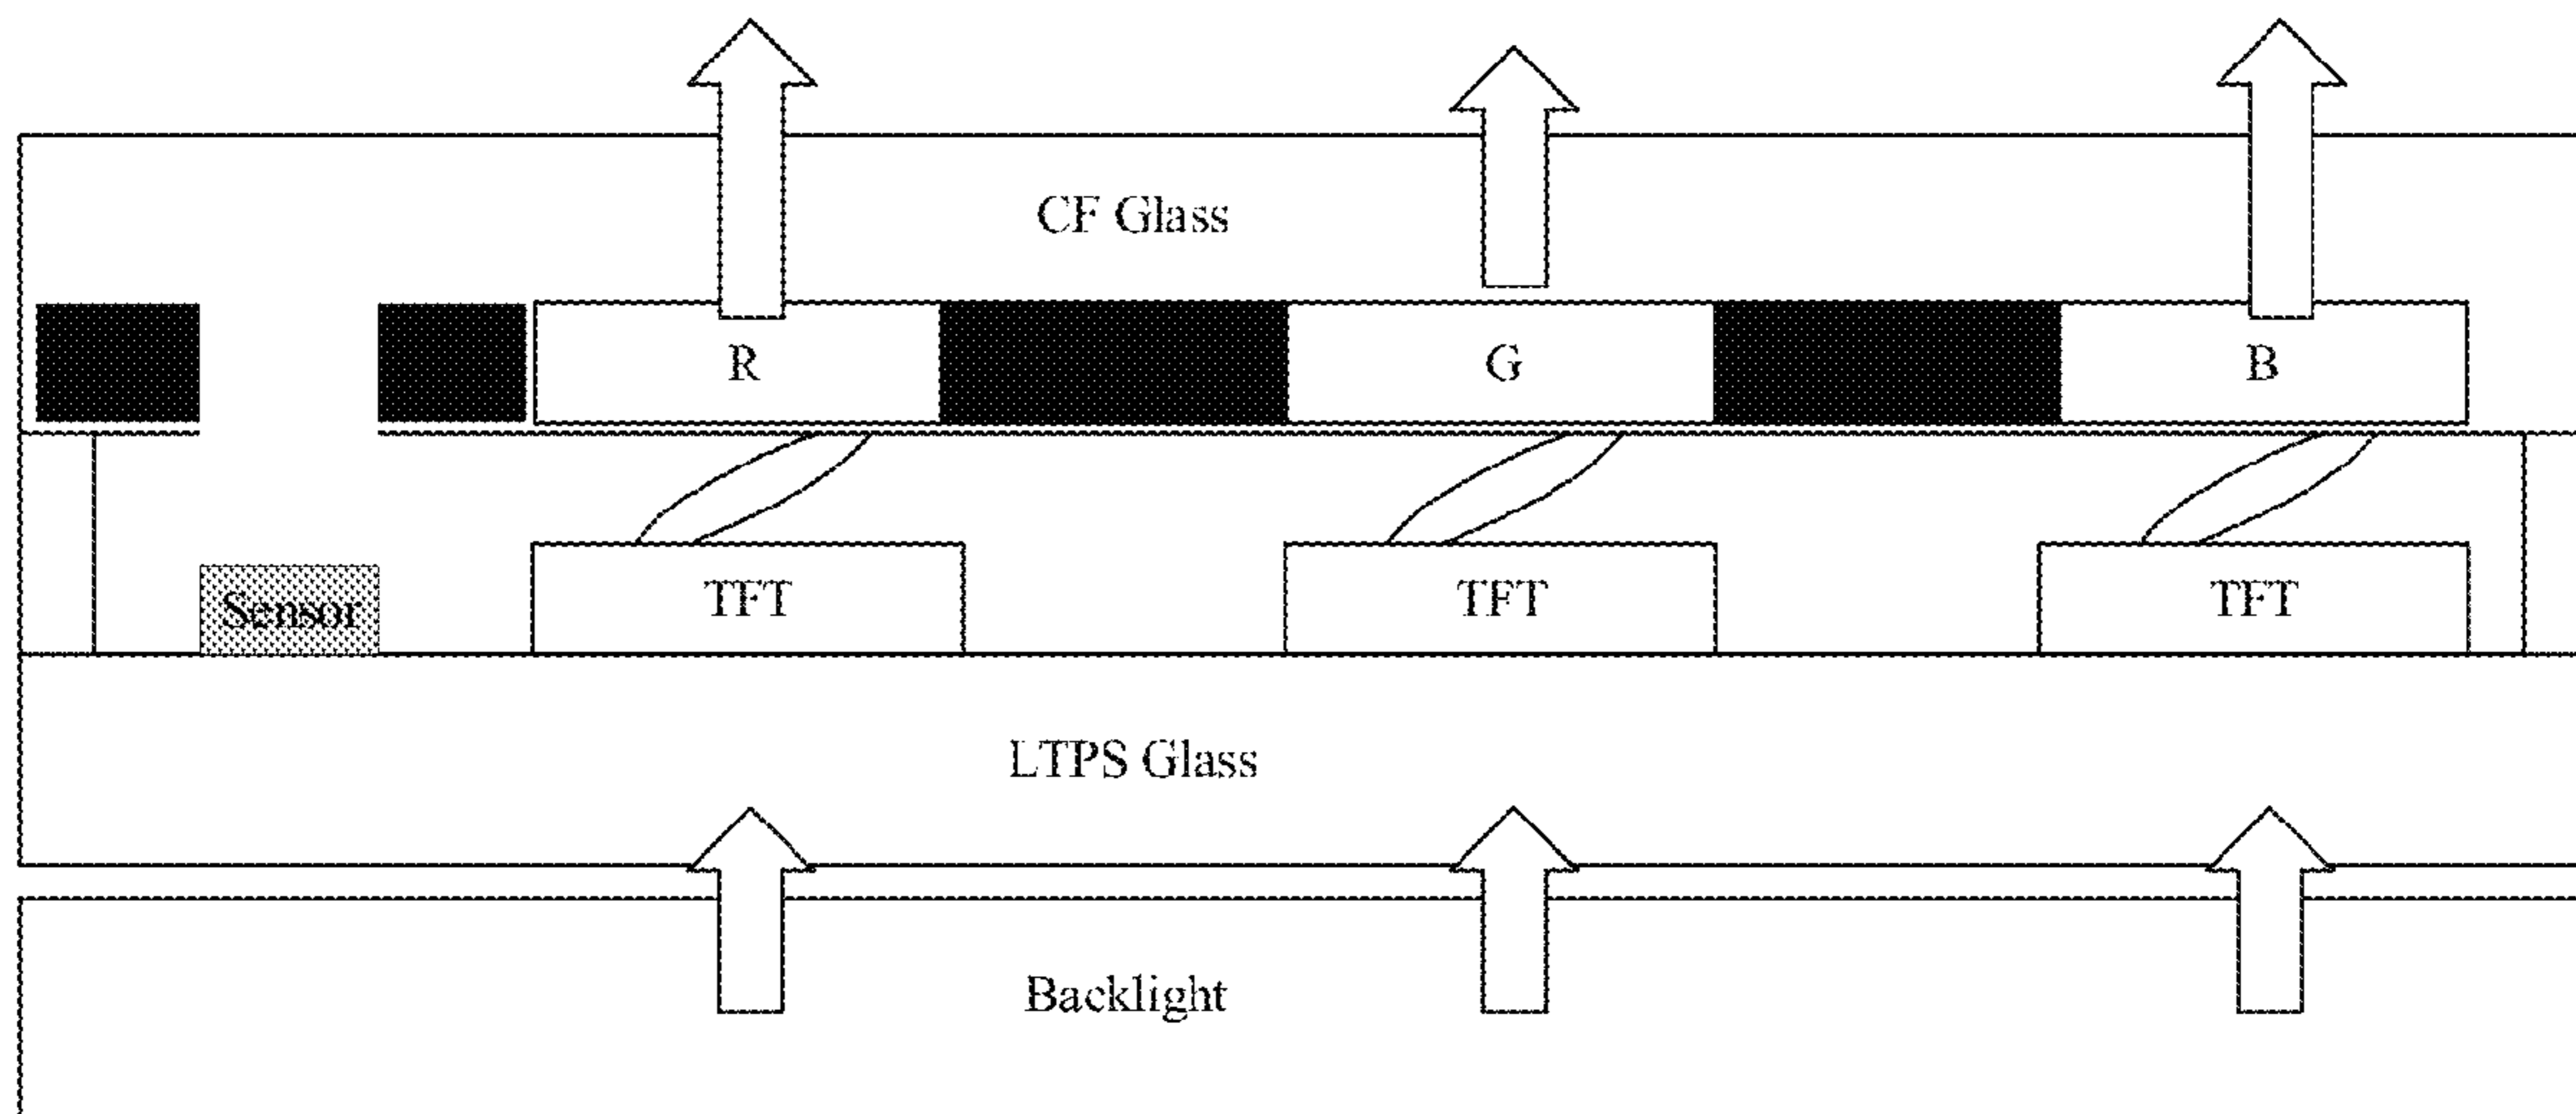 CF Glass
R
G
B
Sensor
TFT
TFT
TFT
LTPS Glass
Backlight